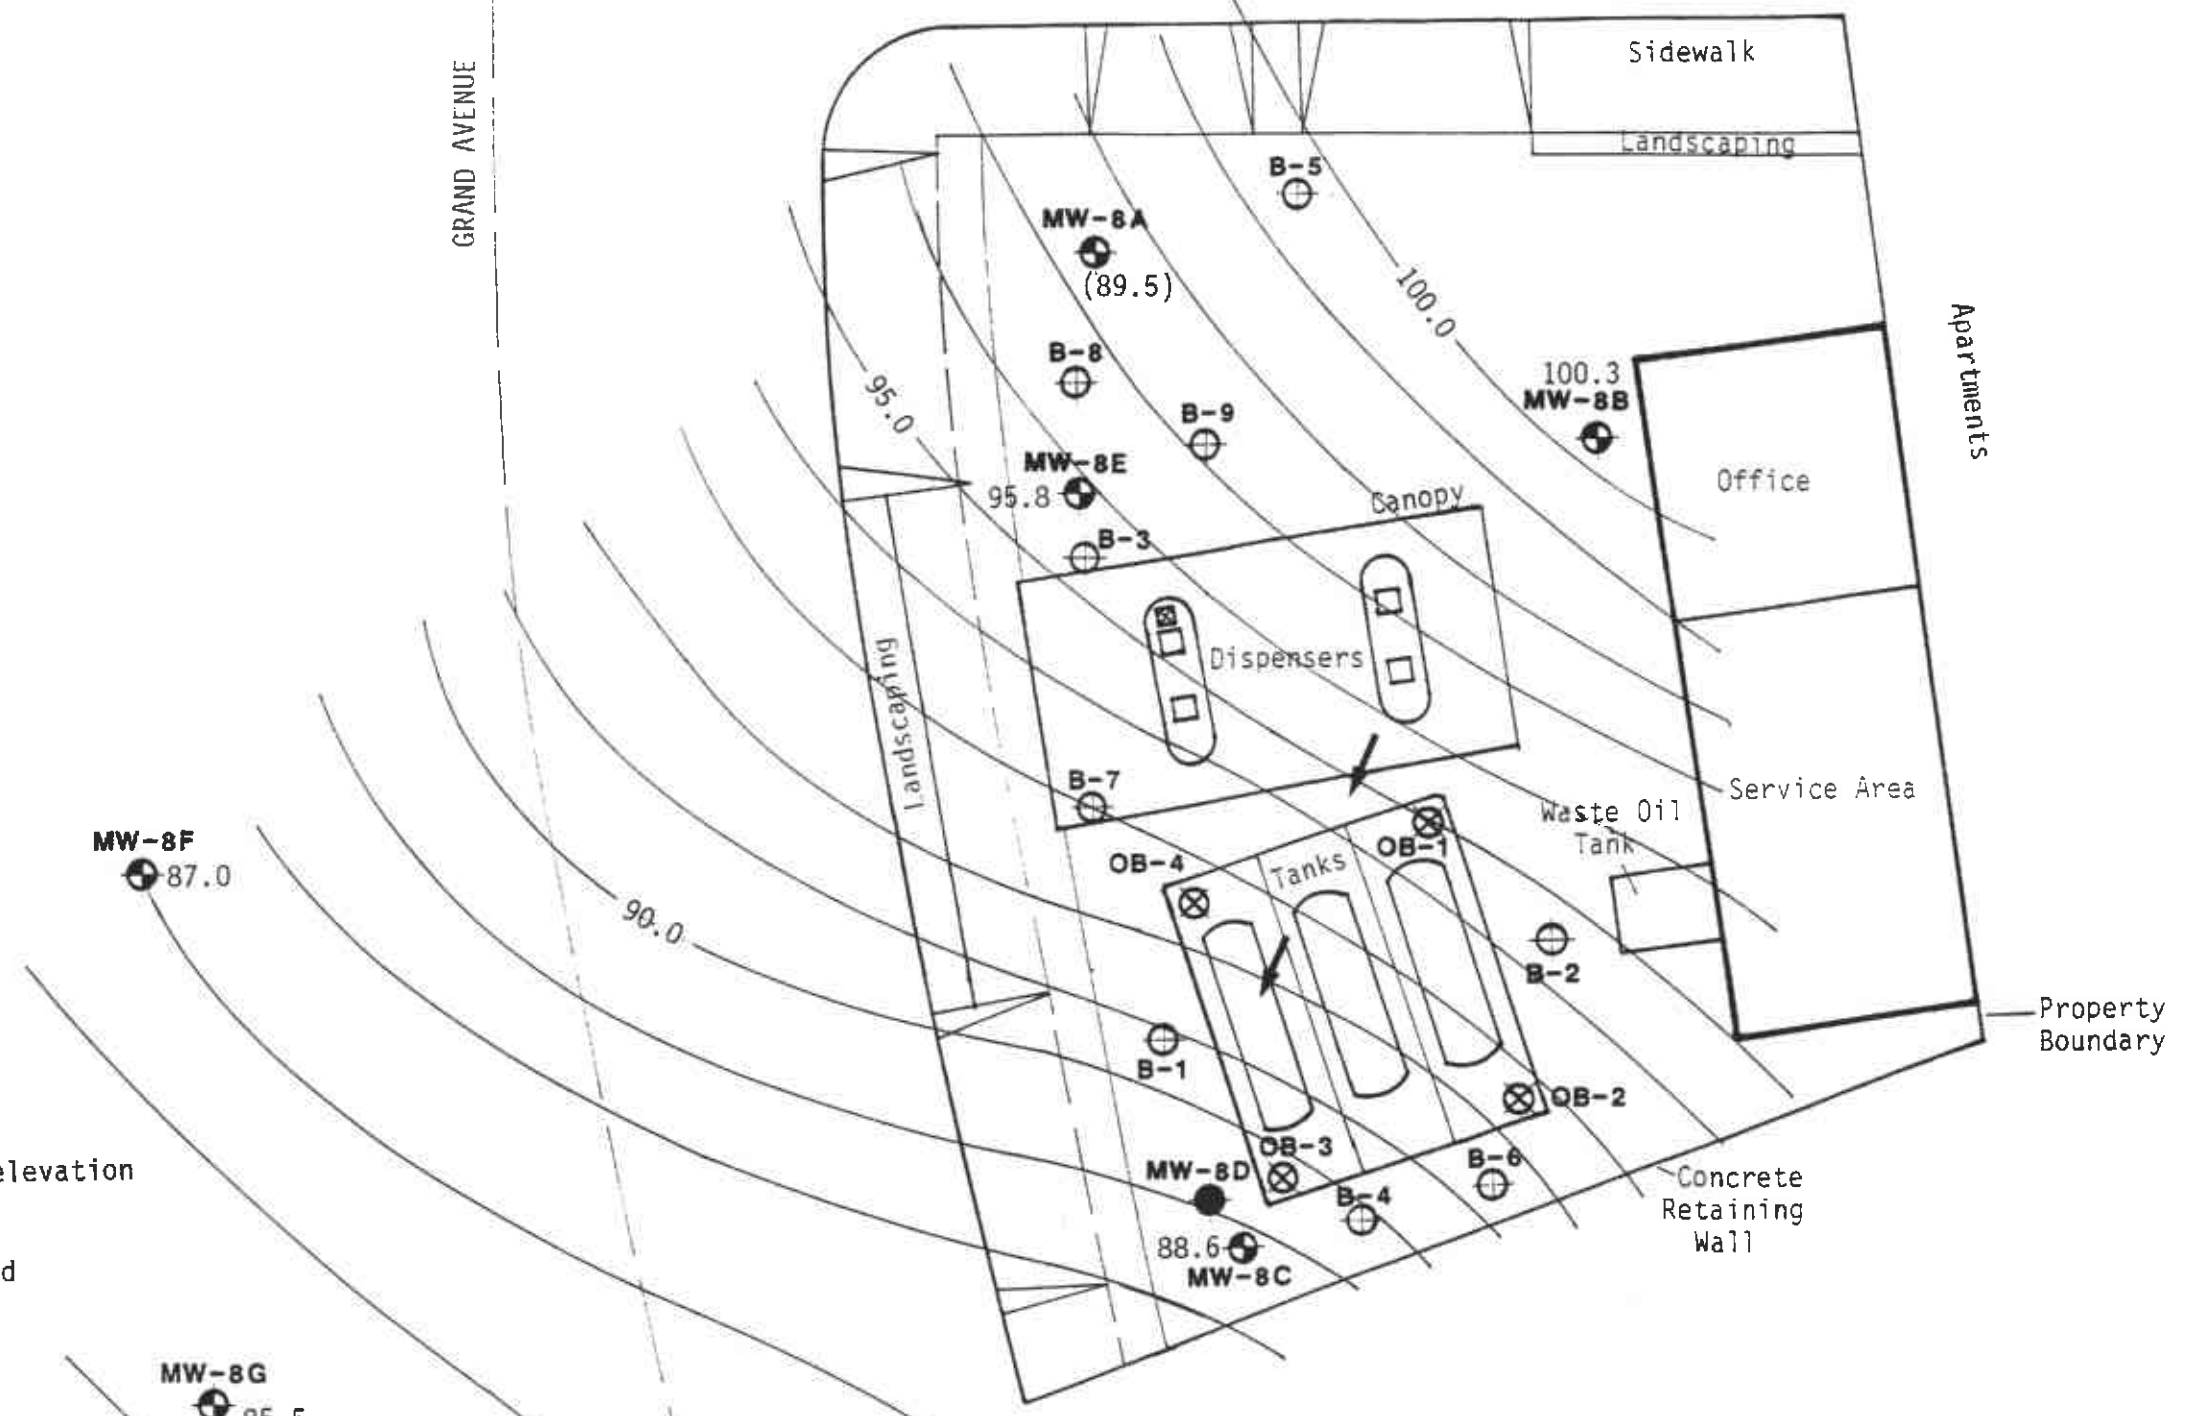 Sidewalk
GRAND AVENUE
Landscaping
B-5
MW-8A
(89.5)
100.0
Apartments
B-8
100.3
MW-8B
95.0
B-9
MW-8E
95.8
Office
Canopy
B-3
Dispensers
Landscaping
B-7
Service Area
Waste Oil
Tank
MW-8F
87.0
OB-1
OB-4
Tanks
90.0
B-2
Property
Boundary
B-1
OB-2
OB-3
elevation
MW-8D
B-6
B-4
Concrete
Retaining
Wall
88.6
MW-8C
d
MW-8G